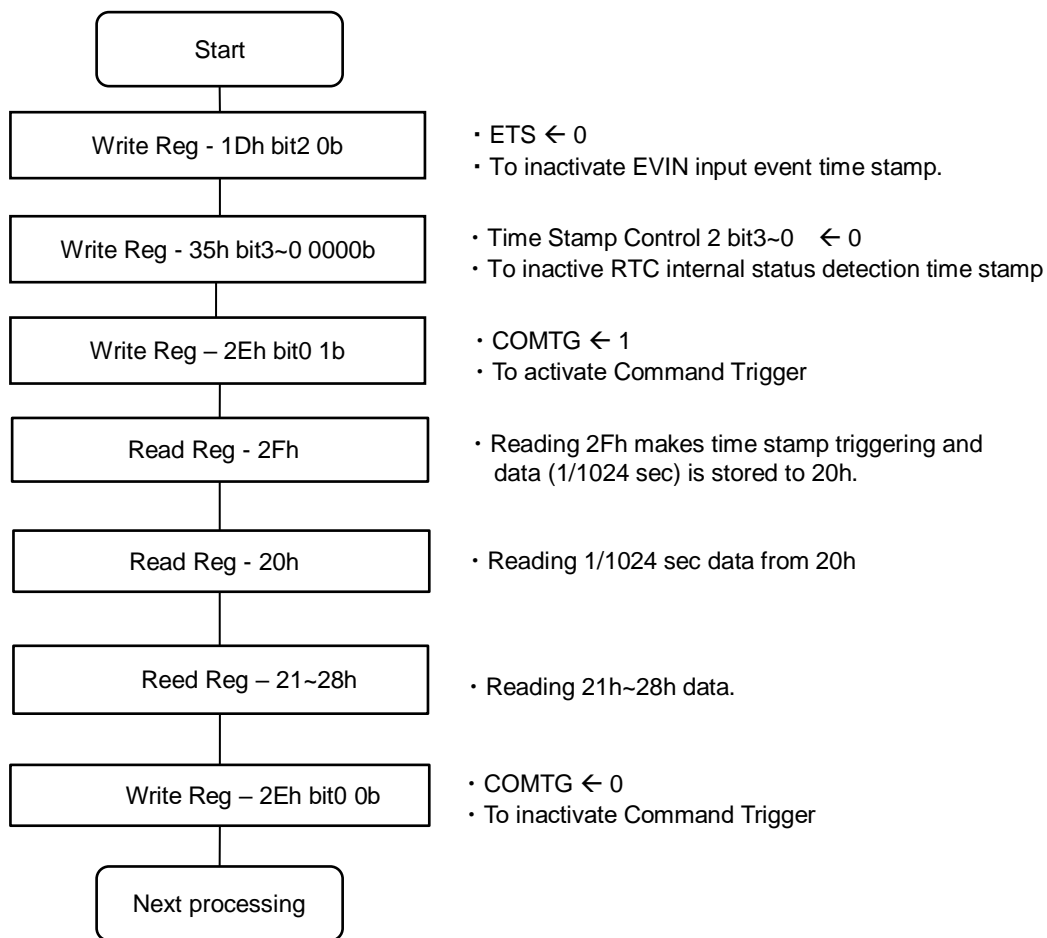 Start
Write Reg - 1Dh bit2 0b
・ETS ← 0
・To inactivate EVIN input event time stamp.
Write Reg - 35h bit3~0 0000b
・Time Stamp Control 2 bit3~0 ← 0
・To inactive RTC internal status detection time stamp
Write Reg – 2Eh bit0 1b
・COMTG ← 1
・To activate Command Trigger
Read Reg - 2Fh
・Reading 2Fh makes time stamp triggering and
data (1/1024 sec) is stored to 20h.
Read Reg - 20h
・Reading 1/1024 sec data from 20h
Reed Reg – 21~28h
・Reading 21h~28h data.
Write Reg – 2Eh bit0 0b
・COMTG ← 0
・To inactivate Command Trigger
Next processing